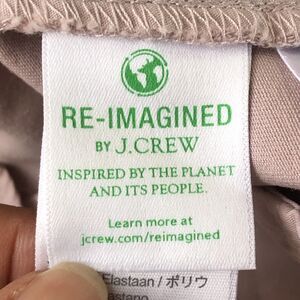 RE-IMAGINED
BY J.CREW
INSPIRED BY THE PLANET
AND ITS PEOPLE.
Learn more at
jcrew.com/reimagined
Elastaan / ポリウ